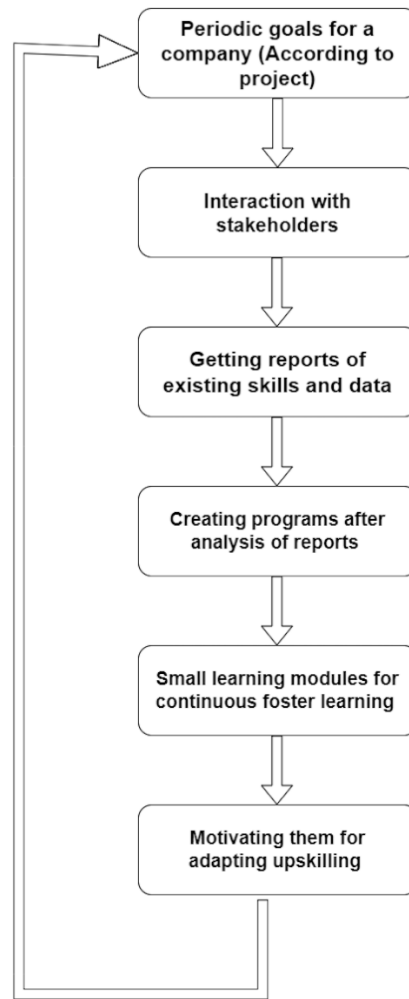 Periodic goals for a
company (According to
project)
Interaction with
stakeholders
Getting reports of
existing skills and data
Creating programs after
analysis of reports
Small learning modules for
continuous foster learning
Motivating them for
adapting upskilling